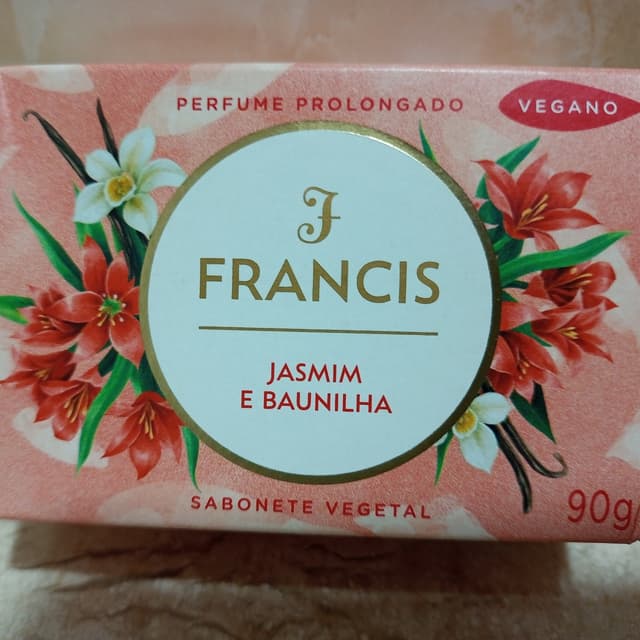 PERFUME PROLONGADO
VEGANO
F
FRANCIS
JASMIM
E BAUNILHA
SABONETE VEGETAL
90g